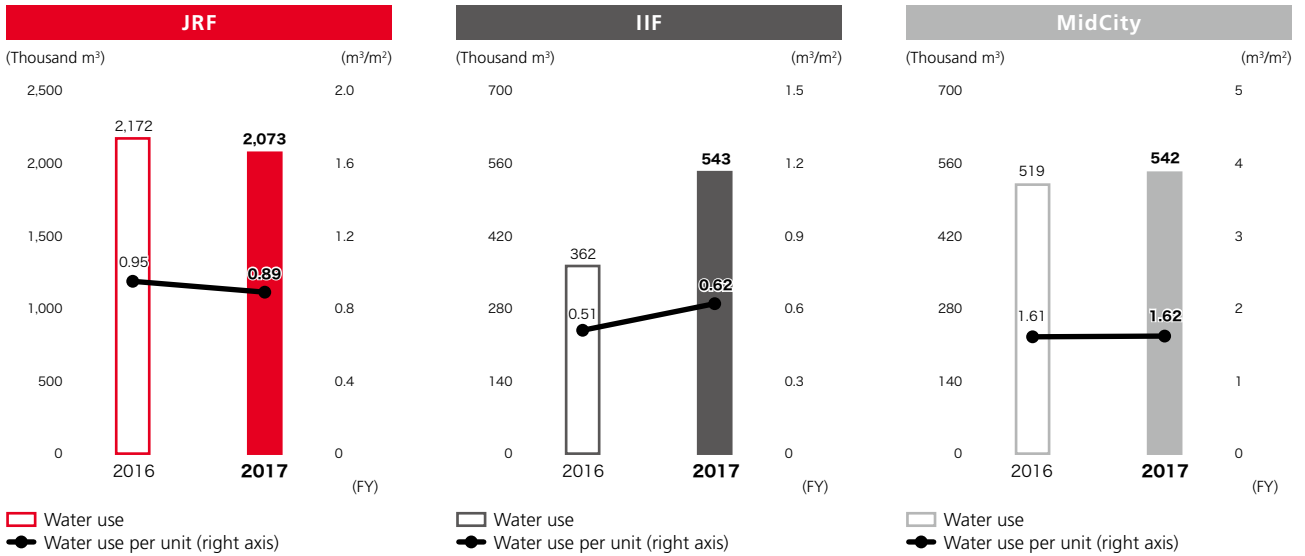 JRF
(Thousand m³) (m³/m²)
2,500 2.0
2,172
2,073
2,000 1.6
1,500 1.2
0.95
0.89
1,000 0.8
500 0.4
0 0
2016 2017
(FY)
Water use
Water use per unit (right axis)
IIF
(Thousand m³) (m³/m²)
700 1.5
543
560 1.2
420 0.9
362
0.62
280 0.6
0.51
140 0.3
0 0
2016 2017
(FY)
Water use
Water use per unit (right axis)
MidCity
(Thousand m³) (m³/m²)
700 5
542
560 4
519
420 3
280 2
1.61 1.62
140 1
0 0
2016 2017
(FY)
Water use
Water use per unit (right axis)